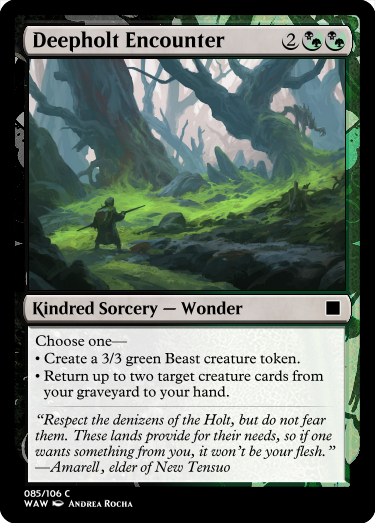 Deepholt Encounter 2
Kindred Sorcery — Wonder
Choose one—
• Create a 3/3 green Beast creature token.
• Return up to two target creature cards from
your graveyard to your hand.
“Respect the denizens of the Holt, but do not fear
them. These lands provide for their needs, so if one
wants something from you, it won’t be your flesh.”
—Amarell, elder of New Tensuo
085/106 C
WAW Andrea Rocha